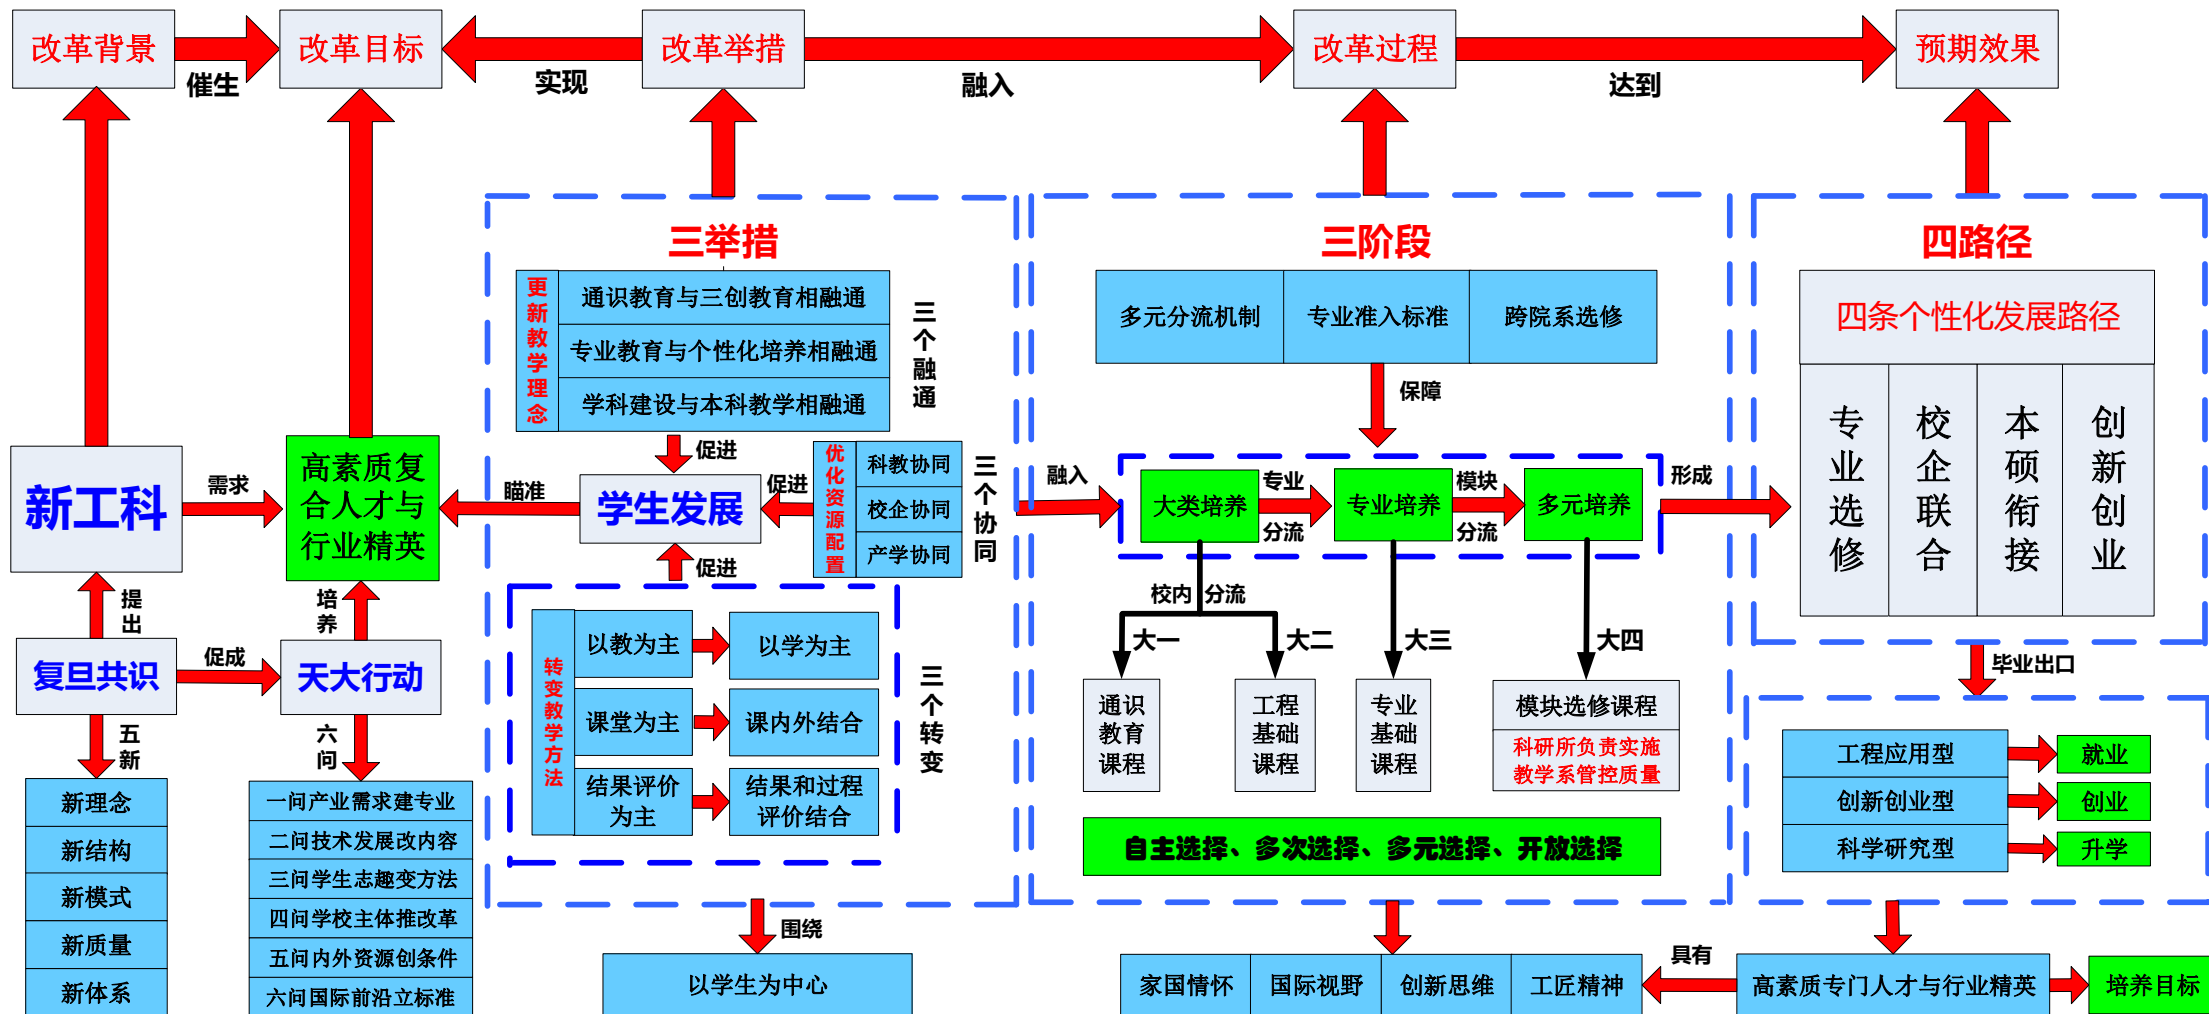 改革背景
催生
改革目标
实现
改革举措
融入
改革过程
达到
预期效果
新工科
需求
高素质复
合人才与
行业精英
提
出
培
养
复旦共识
促成
天大行动
五
新
六
问
新理念
新结构
新模式
新质量
新体系
一问产业需求建专业
二问技术发展改内容
三问学生志趣变方法
四问学校主体推改革
五问内外资源创条件
六问国际前沿立标准
三举措
更新教学理念
通识教育与三创教育相融通
专业教育与个性化培养相融通
学科建设与本科教学相融通
三个融通
促进
瞄准
学生发展
促进
优化资源配置
科教协同
校企协同
产学协同
三个协同
促进
转变教学方法
以教为主
以学为主
课堂为主
课内外结合
结果评价
为主
结果和过程
评价结合
三个转变
围绕
以学生为中心
融入
三阶段
多元分流机制
专业准入标准
跨院系选修
保障
大类培养
专业
分流
专业培养
模块
分流
多元培养
形成
校内 分流
大一
大二
大三
大四
通识
教育
课程
工程
基础
课程
专业
基础
课程
模块选修课程
科研所负责实施
教学系管控质量
自主选择、多次选择、多元选择、开放选择
家国情怀
国际视野
创新思维
工匠精神
四路径
四条个性化发展路径
专业选修
校企联合
本硕衔接
创新创业
毕业出口
工程应用型
就业
创新创业型
创业
科学研究型
升学
具有
高素质专门人才与行业精英
培养目标